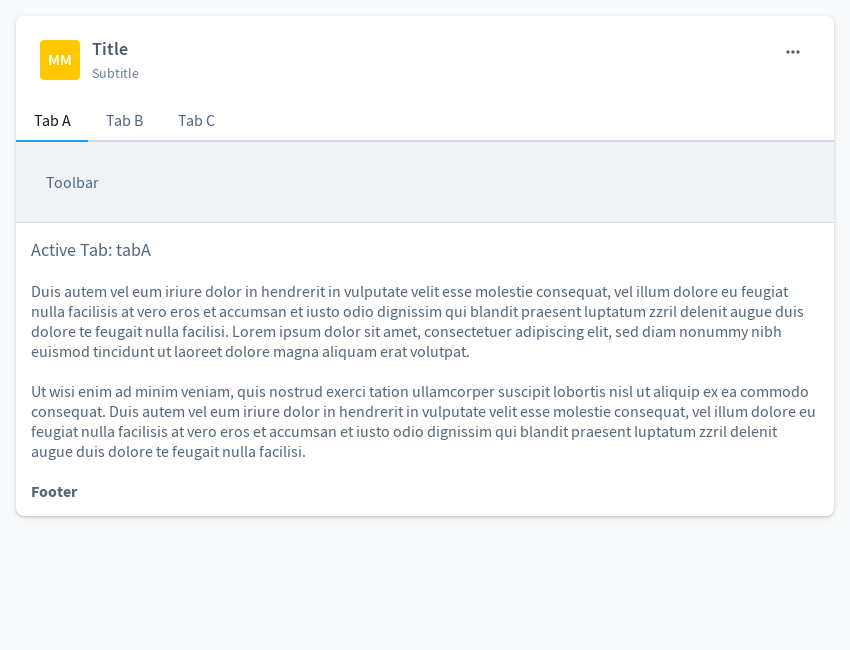 MM
Title
Subtitle
Tab A
Tab B
Tab C
Toolbar
Active Tab: tabA
Duis autem vel eum iriure dolor in hendrerit in vulputate velit esse molestie consequat, vel illum dolore eu feugiat
nulla facilisis at vero eros et accumsan et iusto odio dignissim qui blandit praesent luptatum zzril delenit augue duis
dolore te feugait nulla facilisi. Lorem ipsum dolor sit amet, consectetuer adipiscing elit, sed diam nonummy nibh
euismod tincidunt ut laoreet dolore magna aliquam erat volutpat.
Ut wisi enim ad minim veniam, quis nostrud exerci tation ullamcorper suscipit lobortis nisl ut aliquip ex ea commodo
consequat. Duis autem vel eum iriure dolor in hendrerit in vulputate velit esse molestie consequat, vel illum dolore eu
feugiat nulla facilisis at vero eros et accumsan et iusto odio dignissim qui blandit praesent luptatum zzril delenit
augue duis dolore te feugait nulla facilisi.
Footer